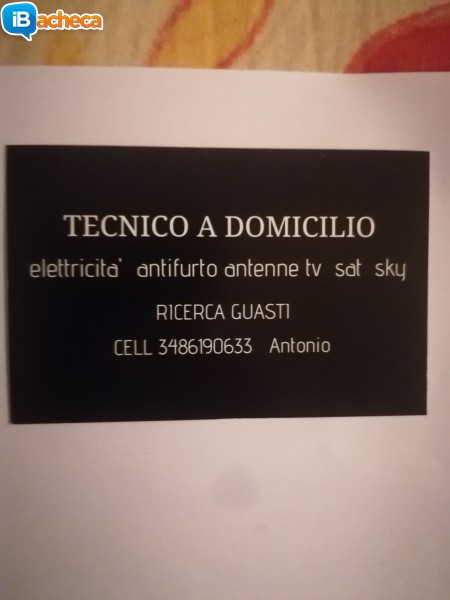 iBacheca
TECNICO A DOMICILIO
elettricita' antifurto antenne tv sat sky
RICERCA GUASTI
CELL 3486190633 Antonio